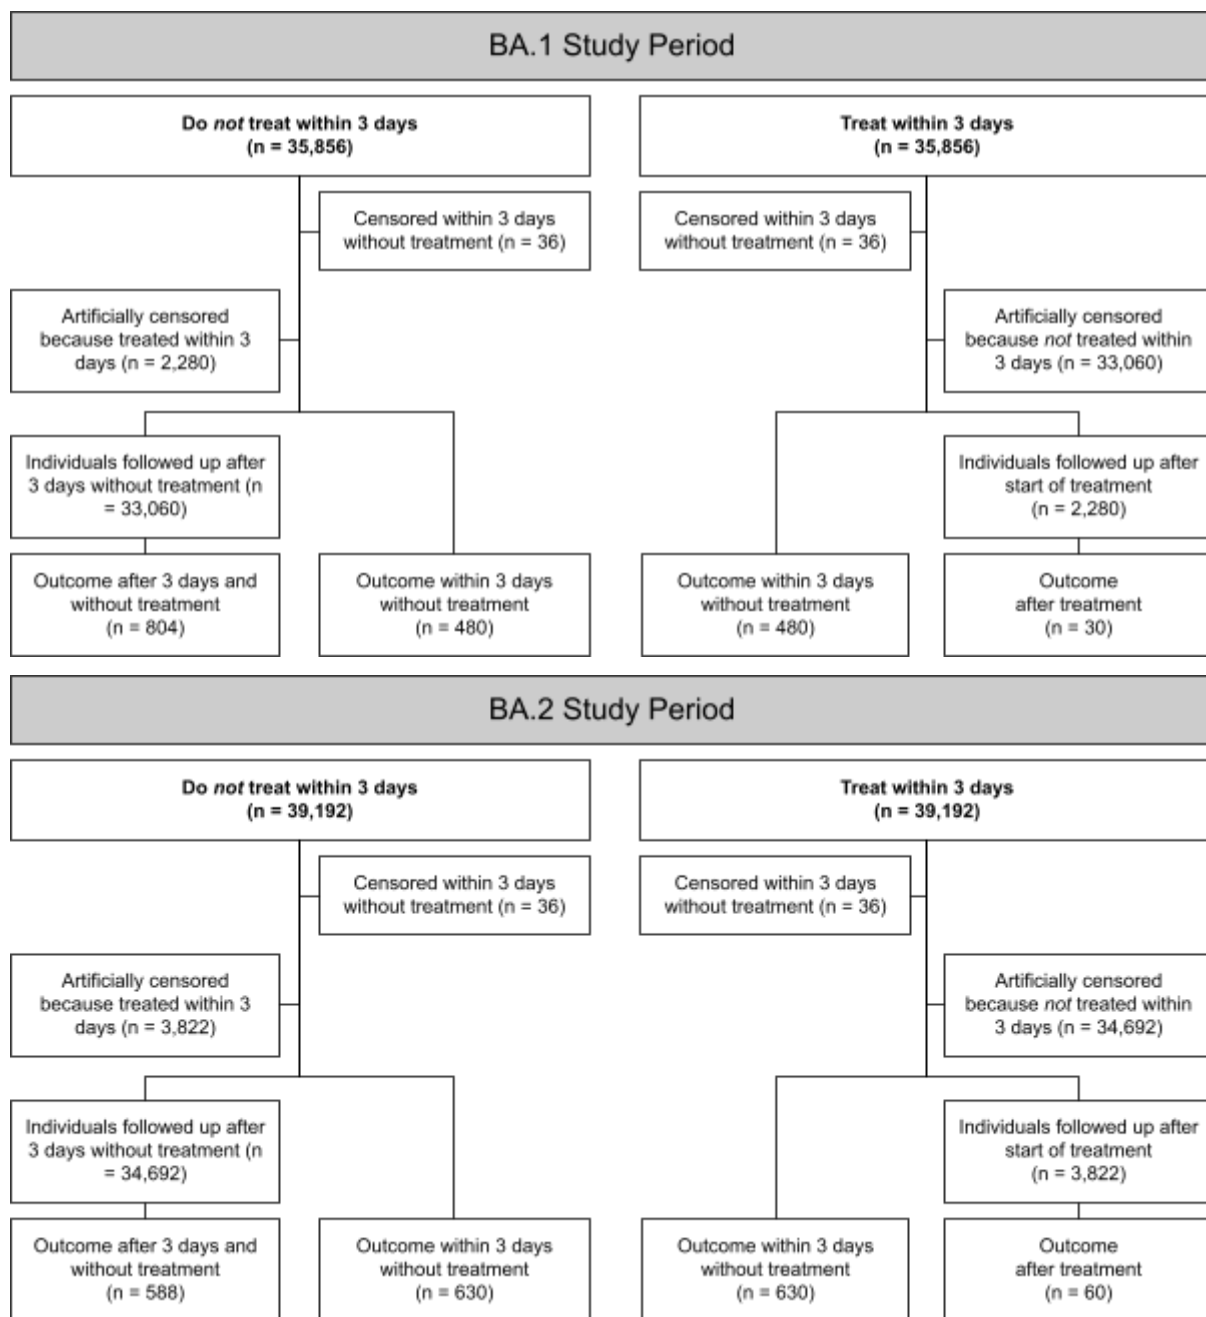 BA.1 Study Period
Do not treat within 3 days
(n = 35,856)
Treat within 3 days
(n = 35,856)
Censored within 3 days
without treatment (n = 36)
Censored within 3 days
without treatment (n = 36)
Artificially censored
because treated within 3
days (n = 2,280)
Artificially censored
because not treated within
3 days (n = 33,060)
Individuals followed up after
3 days without treatment (n
= 33,060)
Individuals followed up after
start of treatment
(n = 2,280)
Outcome after 3 days and
without treatment
(n = 804)
Outcome within 3 days
without treatment
(n = 480)
Outcome within 3 days
without treatment
(n = 480)
Outcome
after treatment
(n = 30)
BA.2 Study Period
Do not treat within 3 days
(n = 39,192)
Treat within 3 days
(n = 39,192)
Censored within 3 days
without treatment (n = 36)
Censored within 3 days
without treatment (n = 36)
Artificially censored
because treated within 3
days (n = 3,822)
Artificially censored
because not treated within
3 days (n = 34,692)
Individuals followed up after
3 days without treatment (n
= 34,692)
Individuals followed up after
start of treatment
(n = 3,822)
Outcome after 3 days and
without treatment
(n = 588)
Outcome within 3 days
without treatment
(n = 630)
Outcome within 3 days
without treatment
(n = 630)
Outcome
after treatment
(n = 60)